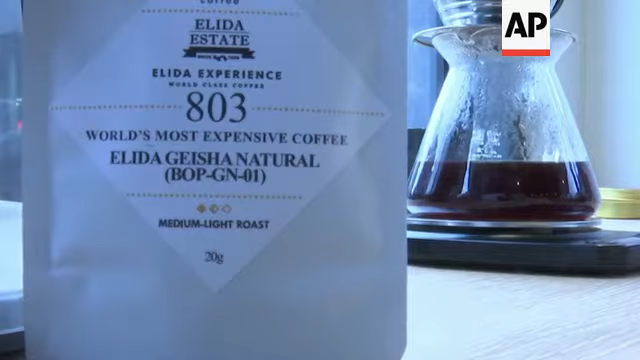 coffee
ELIDA
ESTATE
ELIDA EXPERIENCE
WORLD CLASS COFFEE
803
WORLD'S MOST EXPENSIVE COFFEE
ELIDA GEISHA NATURAL
(BOP-GN-01)
MEDIUM-LIGHT ROAST
20g
AP